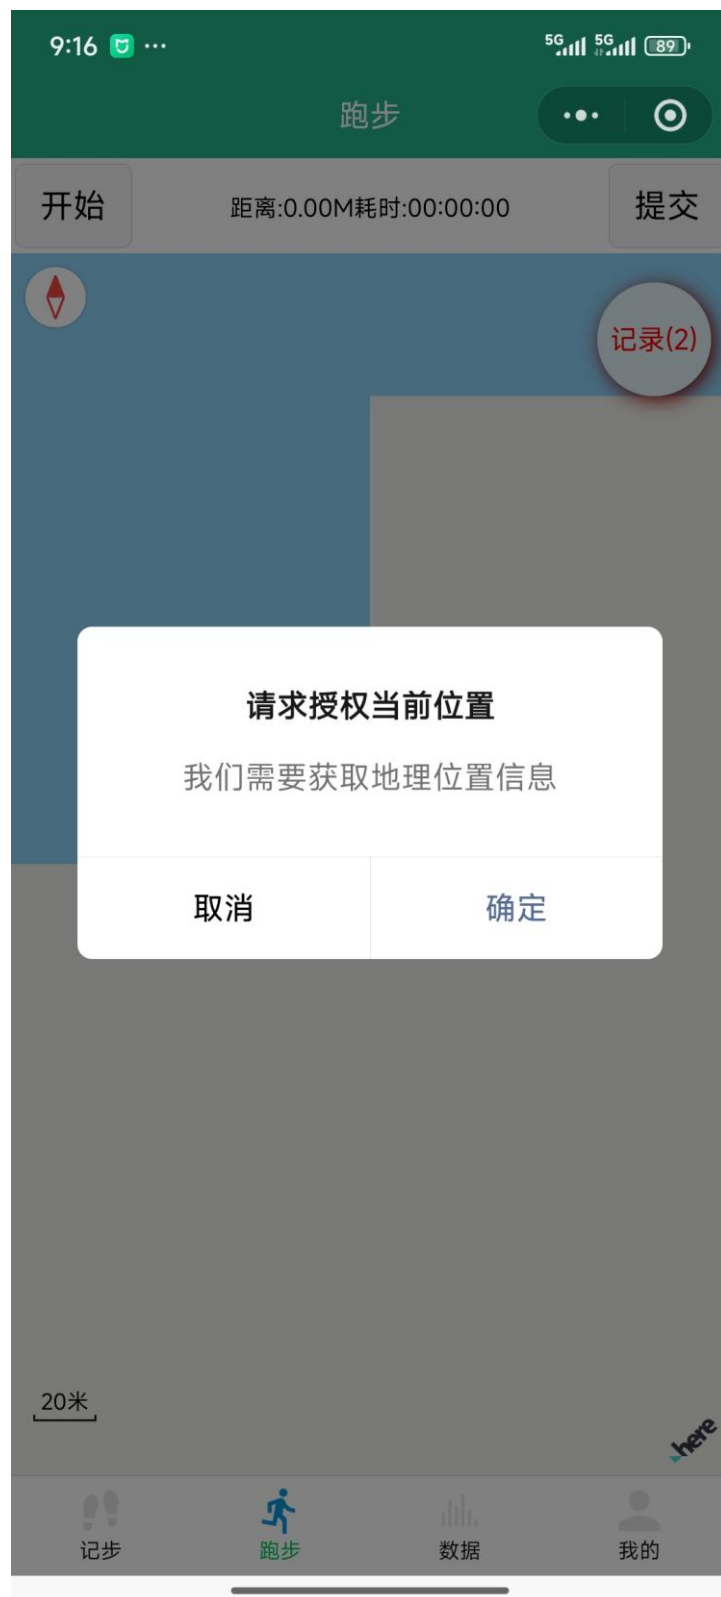 9:16 ··· 5G 5G 89
跑步
开始 距离:0.00M耗时:00:00:00 提交
记录(2)
请求授权当前位置
我们需要获取地理位置信息
取消 确定
20米
here
记步 跑步 数据 我的